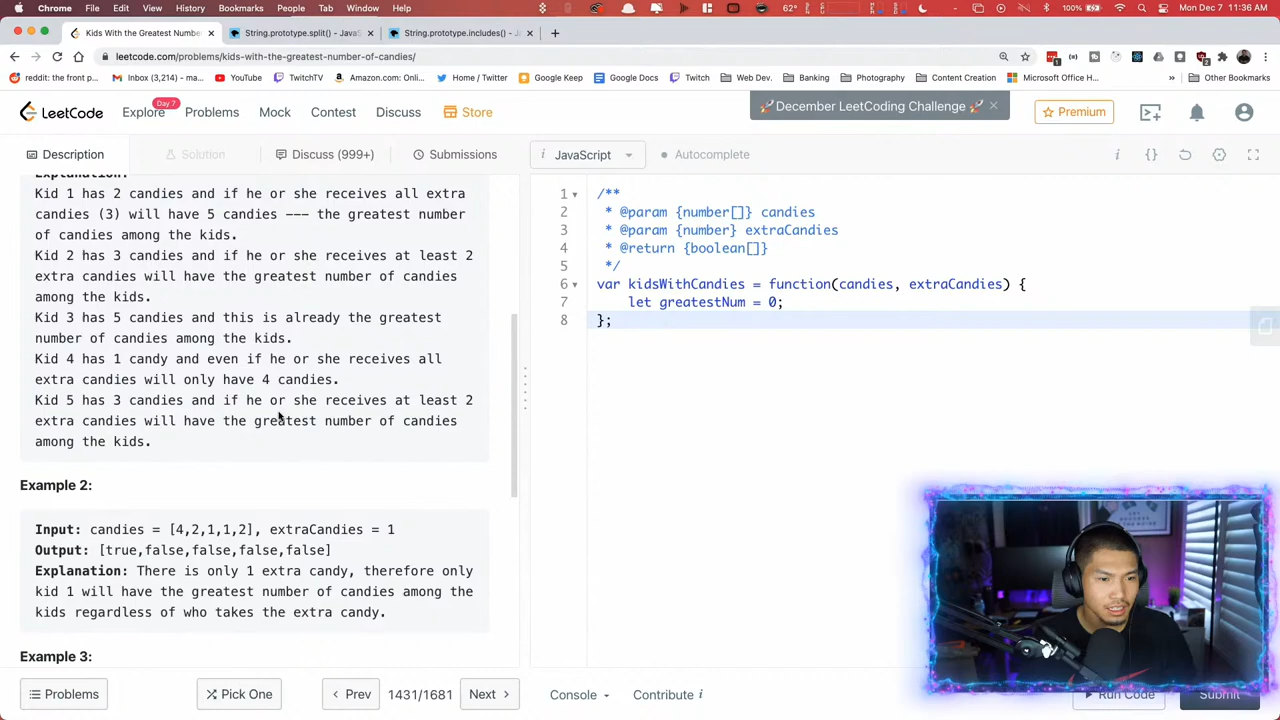 Chrome File Edit View History Bookmarks People Tab Window Help
100% Mon Dec 7 11:36 AM
Kids With the Greatest Numbe
String.prototype.split() - JavaS
String.prototype.includes() - J
leetcode.com/problems/kids-with-the-greatest-number-of-candies/
reddit: the front p...
Inbox (3,214) - m...
YouTube
TwitchTV
Amazon.com: Onli...
Home / Twitter
Google Keep
Google Docs
Twitch
Web Dev.
Banking
Photography
Content Creation
Microsoft Office H...
Other Bookmarks
LeetCode
Explore
Day 7
Problems
Mock
Contest
Discuss
Store
🚀December LeetCoding Challenge 🚀
Premium
Description
Solution
Discuss (999+)
Submissions
JavaScript
Autocomplete
Explanation:
Kid 1 has 2 candies and if he or she receives all extra
candies (3) will have 5 candies --- the greatest number
of candies among the kids.
Kid 2 has 3 candies and if he or she receives at least 2
extra candies will have the greatest number of candies
among the kids.
Kid 3 has 5 candies and this is already the greatest
number of candies among the kids.
Kid 4 has 1 candy and even if he or she receives all
extra candies will only have 4 candies.
Kid 5 has 3 candies and if he or she receives at least 2
extra candies will have the greatest number of candies
among the kids.
Example 2:
Input: candies = [4,2,1,1,2], extraCandies = 1
Output: [true,false,false,false,false]
Explanation: There is only 1 extra candy, therefore only
kid 1 will have the greatest number of candies among the
kids regardless of who takes the extra candy.
Example 3:
1 /**
2 * @param {number[]} candies
3 * @param {number} extraCandies
4 * @return {boolean[]}
5 */
6 var kidsWithCandies = function(candies, extraCandies) {
7 let greatestNum = 0;
8 };
Problems
Pick One
Prev
1431/1681
Next
Console
Contribute i
Run Code
Submit